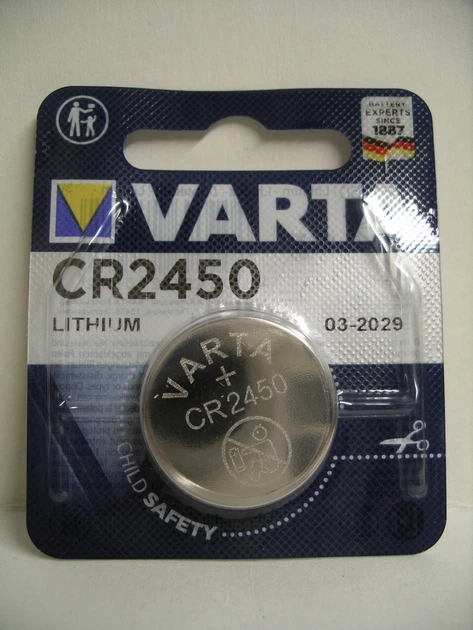 BATTERY
EXPERTS
SINCE
1887
VARTA
CR2450
LITHIUM
03-2029
VARTA
+
CR2450
CHILD SAFETY